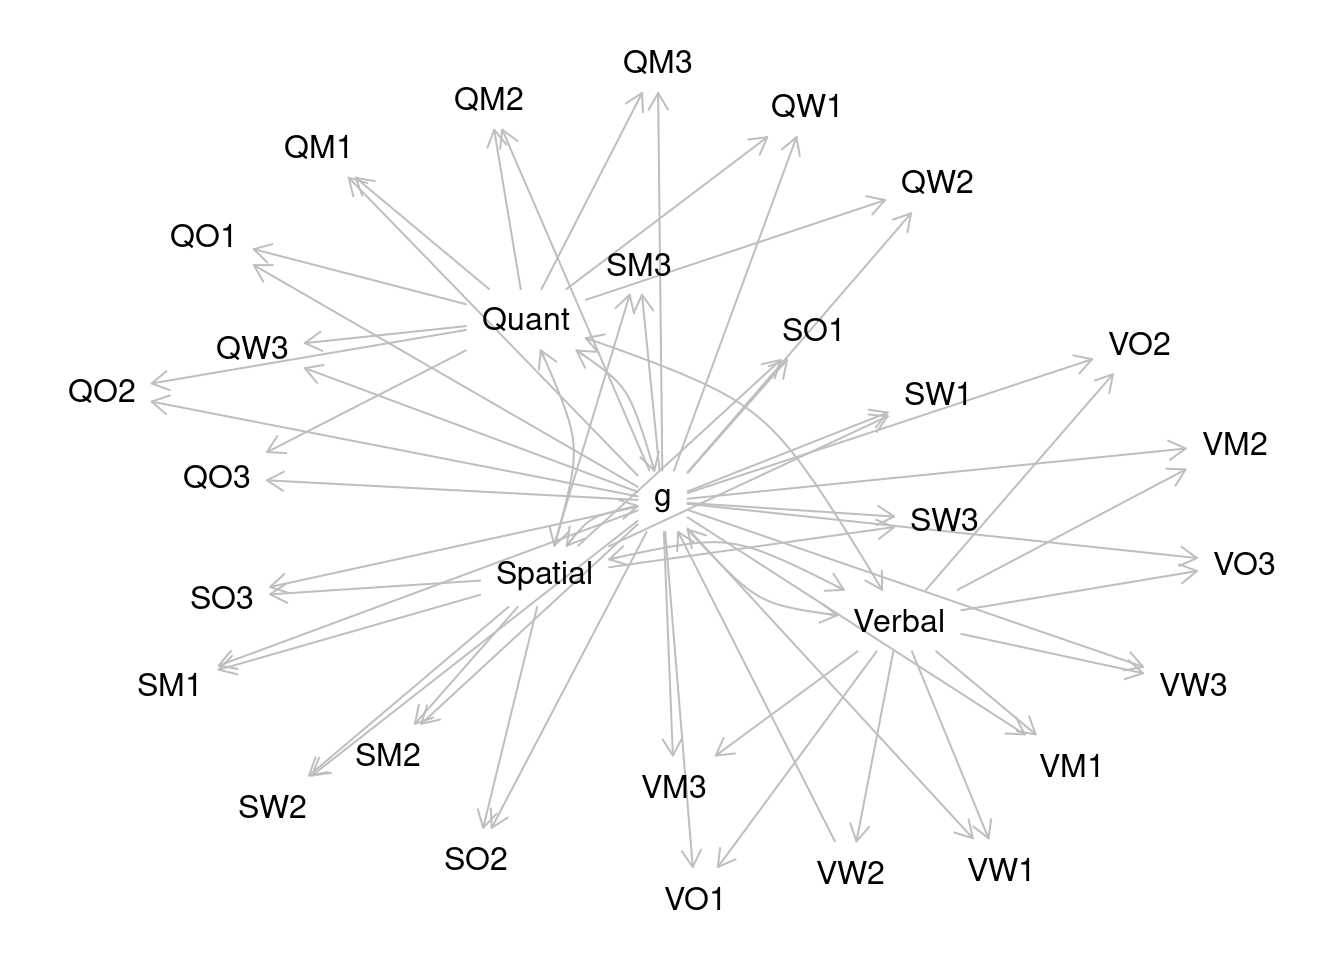 QM3
QM2
QW1
QM1
QW2
QO1
SM3
Quant
SO1
QW3
VO2
QO2
SW1
VM2
QO3
g
SW3
Spatial
VO3
SO3
Verbal
SM1
VW3
SM2
VM1
VM3
SW2
SO2
VW2
VW1
VO1